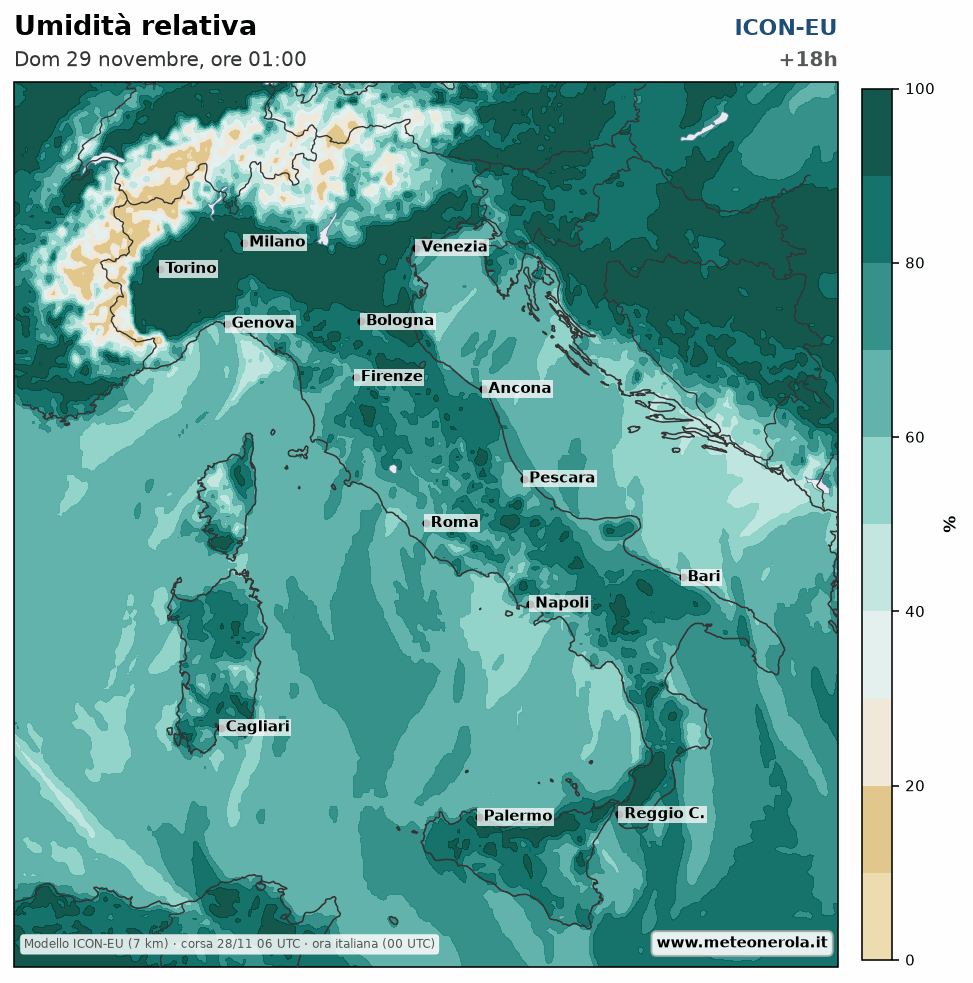 Umidità relativa
ICON-EU
Dom 29 novembre, ore 01:00
+18h
100
80
60
40
20
0
%
Milano
Venezia
Torino
Genova
Bologna
Firenze
Ancona
Pescara
Roma
Bari
Napoli
Cagliari
Palermo
Reggio C.
Modello ICON-EU (7 km) · corsa 28/11 06 UTC · ora italiana (00 UTC)
www.meteonerola.it